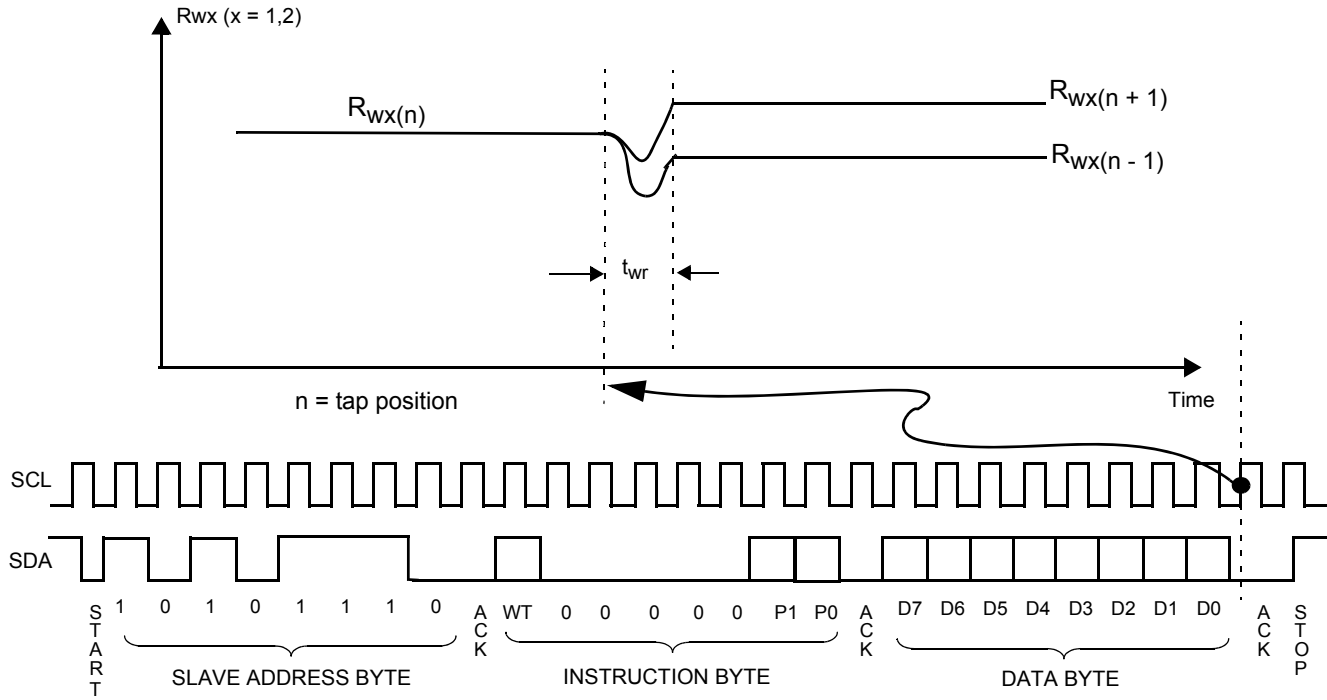 Rwx (x = 1,2)
Rwx(n)
Rwx(n + 1)
Rwx(n - 1)
twr
n = tap position
Time
SCL
SDA
START 1 0 1 0 1 1 1 0 ACK WT 0 0 0 0 0 P1 P0 ACK D7 D6 D5 D4 D3 D2 D1 D0 ACK STOP
SLAVE ADDRESS BYTE INSTRUCTION BYTE DATA BYTE